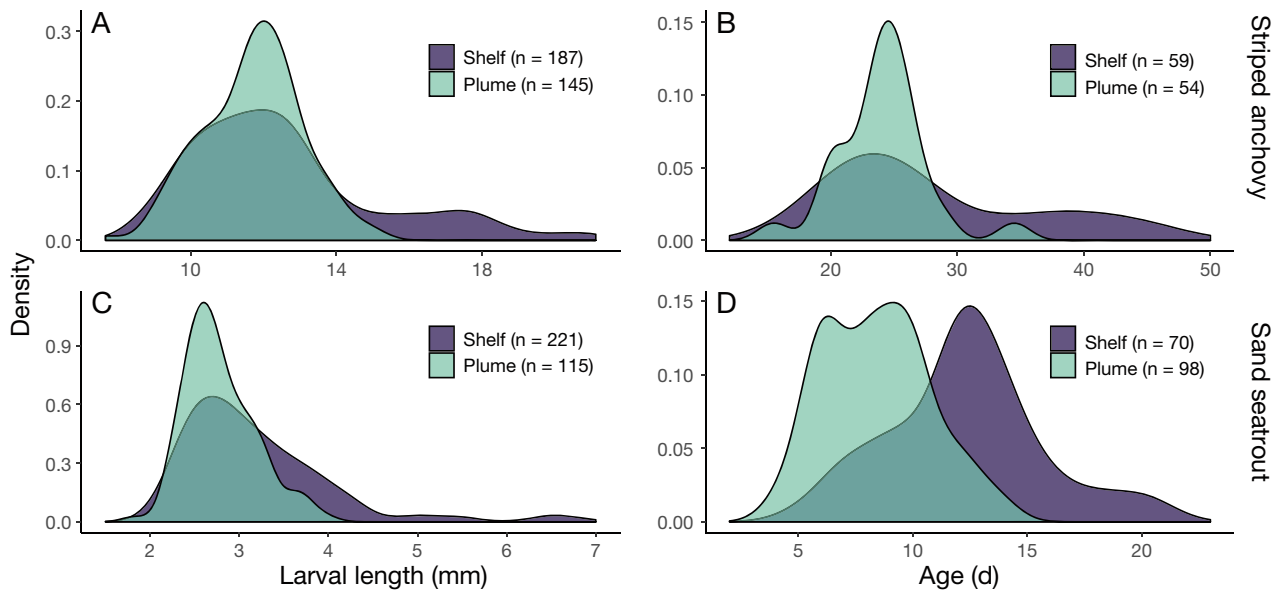 A
0.3
0.2
0.1
0.0
Shelf (n = 187)
Plume (n = 145)
10
14
18
B
0.15
0.10
0.05
0.00
Shelf (n = 59)
Plume (n = 54)
20
30
40
50
Striped anchovy
Density
C
0.9
0.6
0.3
0.0
Shelf (n = 221)
Plume (n = 115)
2
3
4
5
6
7
Larval length (mm)
D
0.15
0.10
0.05
0.00
Shelf (n = 70)
Plume (n = 98)
5
10
15
20
Age (d)
Sand seatrout